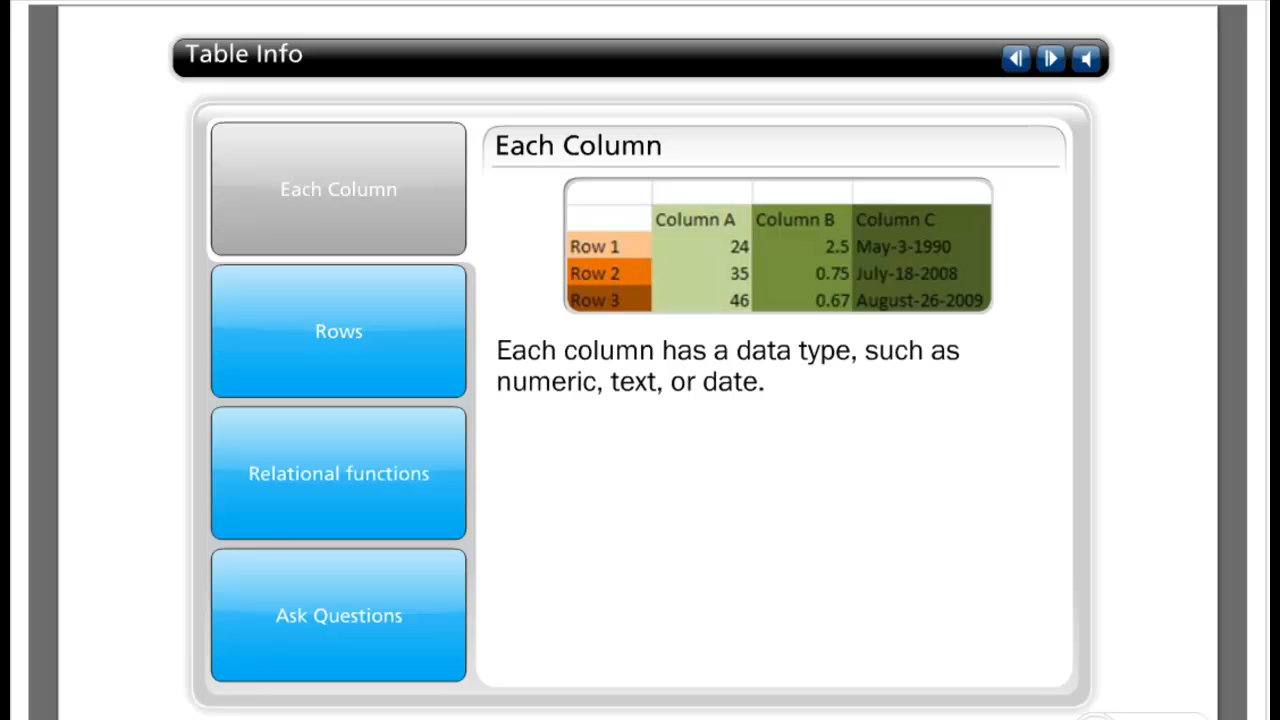 Table Info
Each Column
Rows
Relational functions
Ask Questions
Each Column
Column A Column B Column C
Row 1 24 2.5 May-3-1990
Row 2 35 0.75 July-18-2008
Row 3 46 0.67 August-26-2009
Each column has a data type, such as
numeric, text, or date.